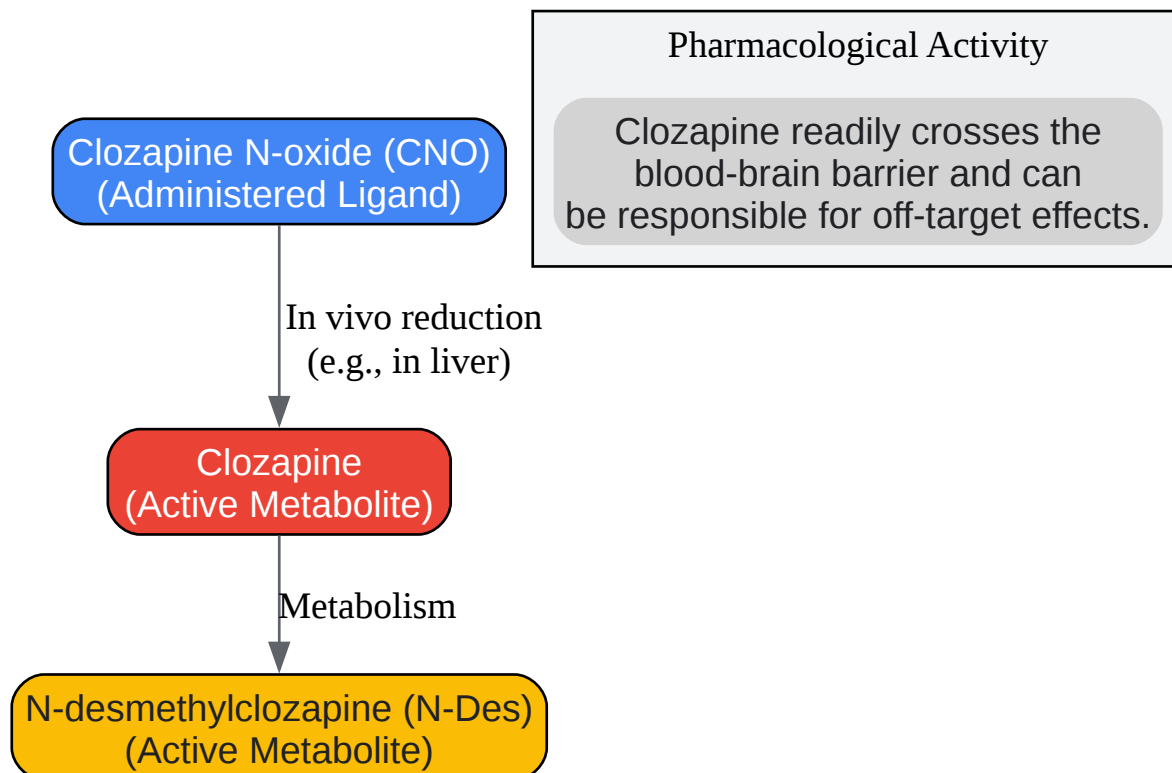 Pharmacological Activity
Clozapine readily crosses the
blood-brain barrier and can
be responsible for off-target effects.
Clozapine N-oxide (CNO)
(Administered Ligand)
In vivo reduction
(e.g., in liver)
Clozapine
(Active Metabolite)
Metabolism
N-desmethylclozapine (N-Des)
(Active Metabolite)